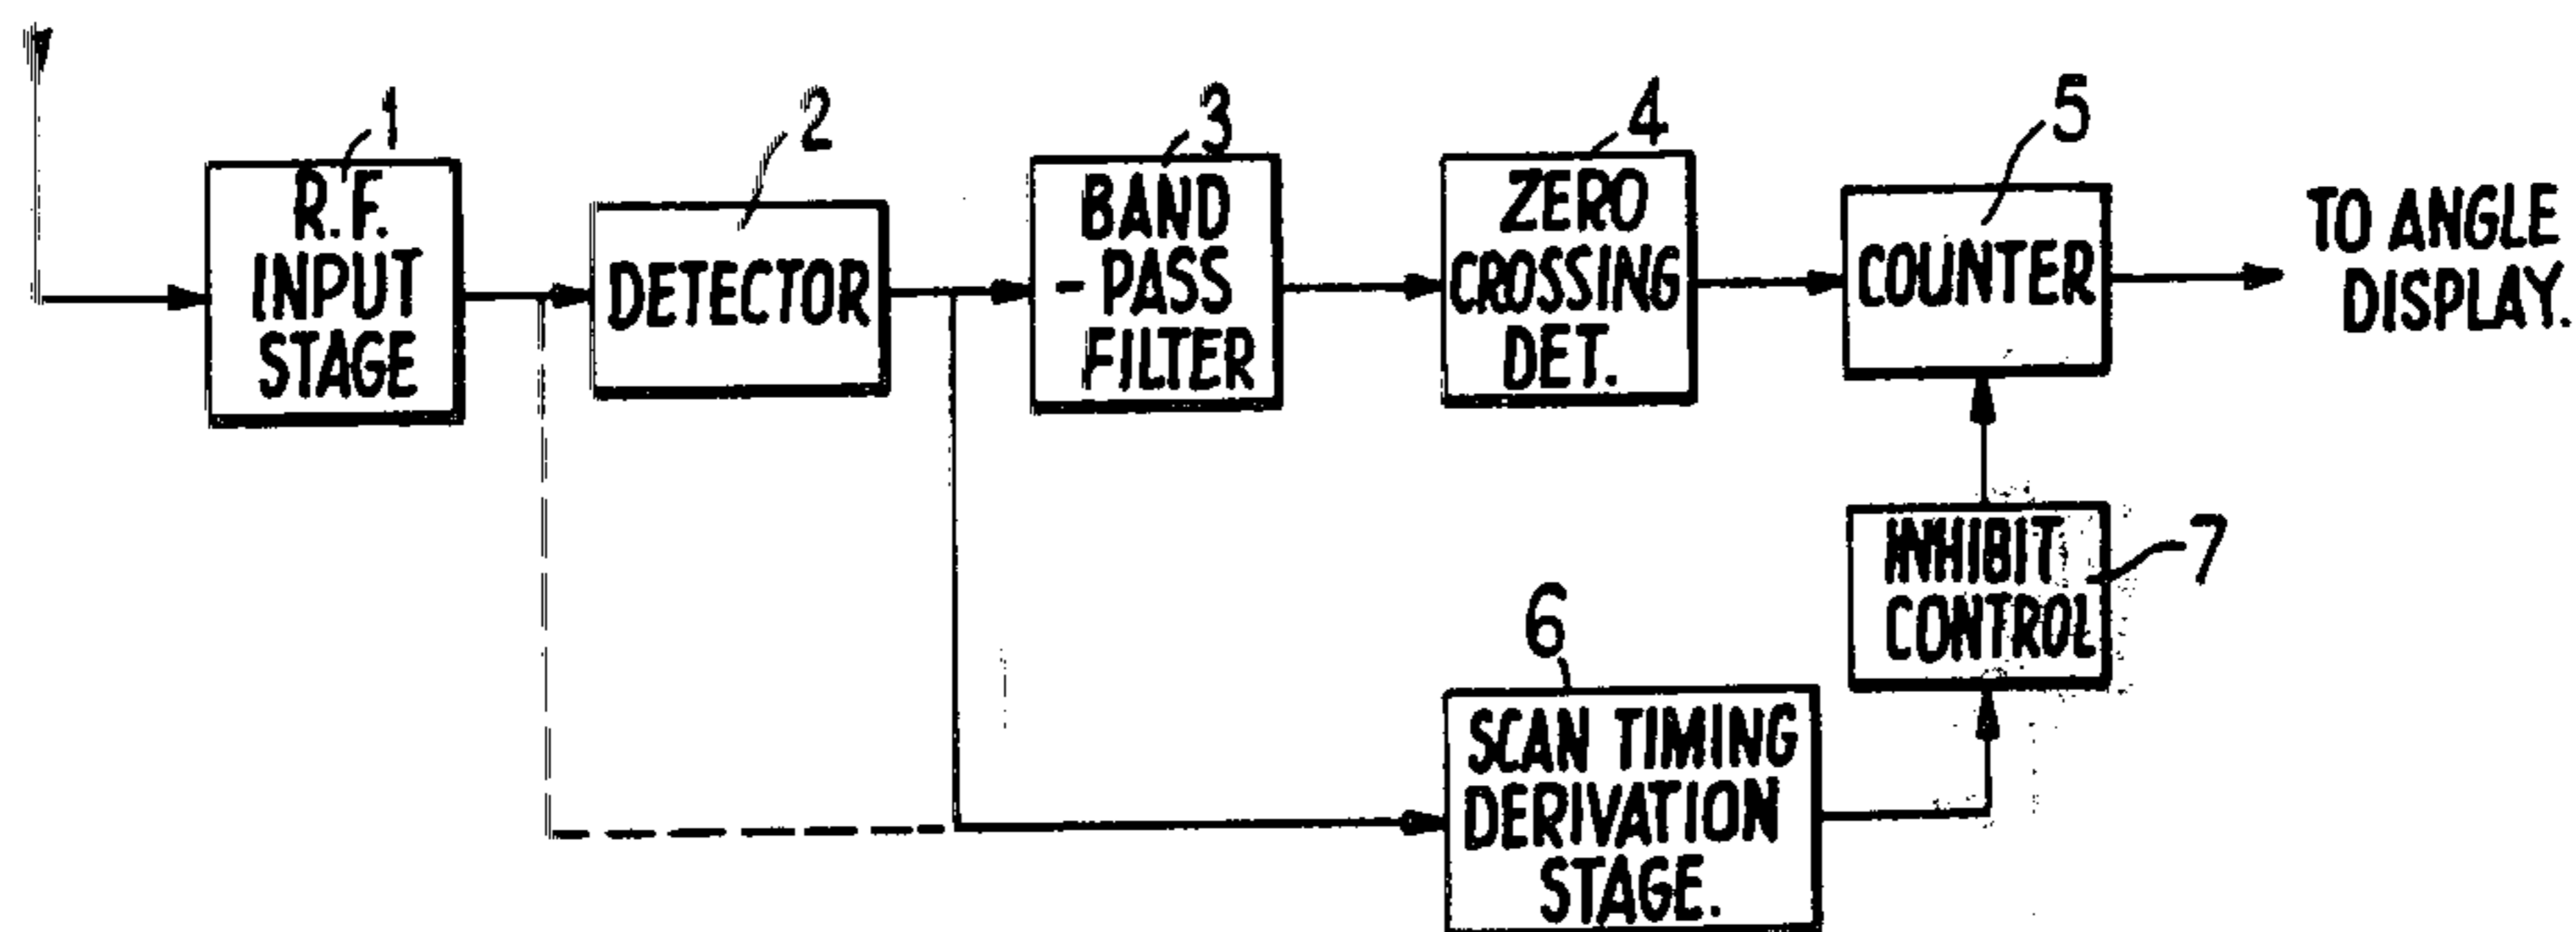 1
R.F.
INPUT
STAGE
2
DETECTOR
3
BAND
- PASS
FILTER
4
ZERO
CROSSING
DET.
5
COUNTER
TO ANGLE
DISPLAY.
6
SCAN TIMING
DERIVATION
STAGE.
7
INHIBIT
CONTROL